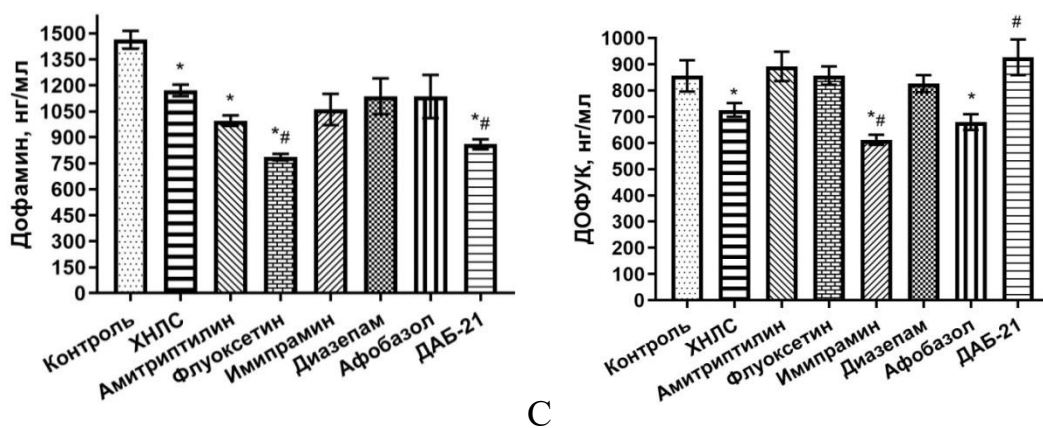 Дофамин, нг/мл
1500
1350
1200
1050
900
750
600
450
300
150
0
*
*
*#
*#
Контроль
ХНЛС
Амитриптилин
Флуоксетин
Имипрамин
Диазепам
Афобазол
ДАБ-21
ДОФУК, нг/мл
1000
900
800
700
600
500
400
300
200
100
0
*
*#
*
#
Контроль
ХНЛС
Амитриптилин
Флуоксетин
Имипрамин
Диазепам
Афобазол
ДАБ-21
С